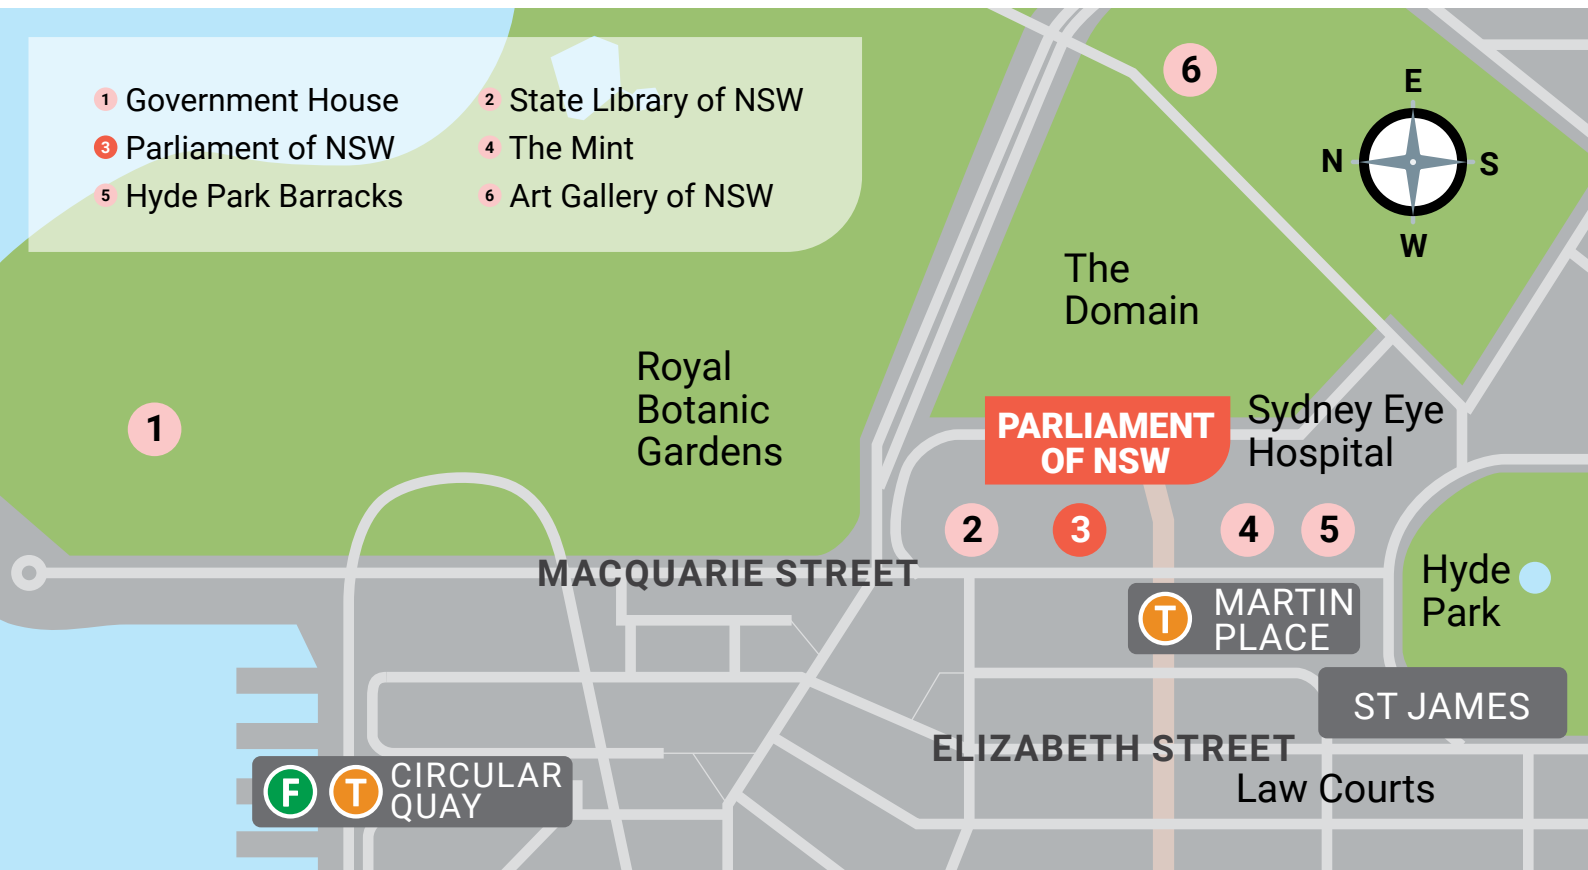 1 Government House
2 State Library of NSW
3 Parliament of NSW
4 The Mint
5 Hyde Park Barracks
6 Art Gallery of NSW
6
E
N
S
W
The
Domain
Royal
Botanic
Gardens
1
PARLIAMENT
OF NSW
Sydney Eye
Hospital
2
3
4
5
MACQUARIE STREET
Hyde
Park
T
MARTIN
PLACE
ST JAMES
ELIZABETH STREET
Law Courts
F
T
CIRCULAR
QUAY